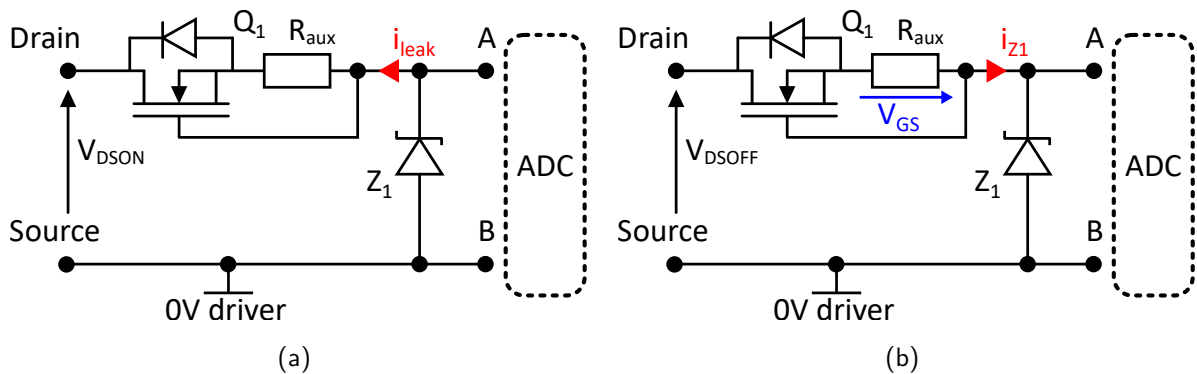 Drain
Q1
Raux
ileak
A
VDSON
Z1
ADC
Source
B
0V driver
(a)
Drain
Q1
Raux
iZ1
A
VGS
VDSOFF
Z1
ADC
Source
B
0V driver
(b)